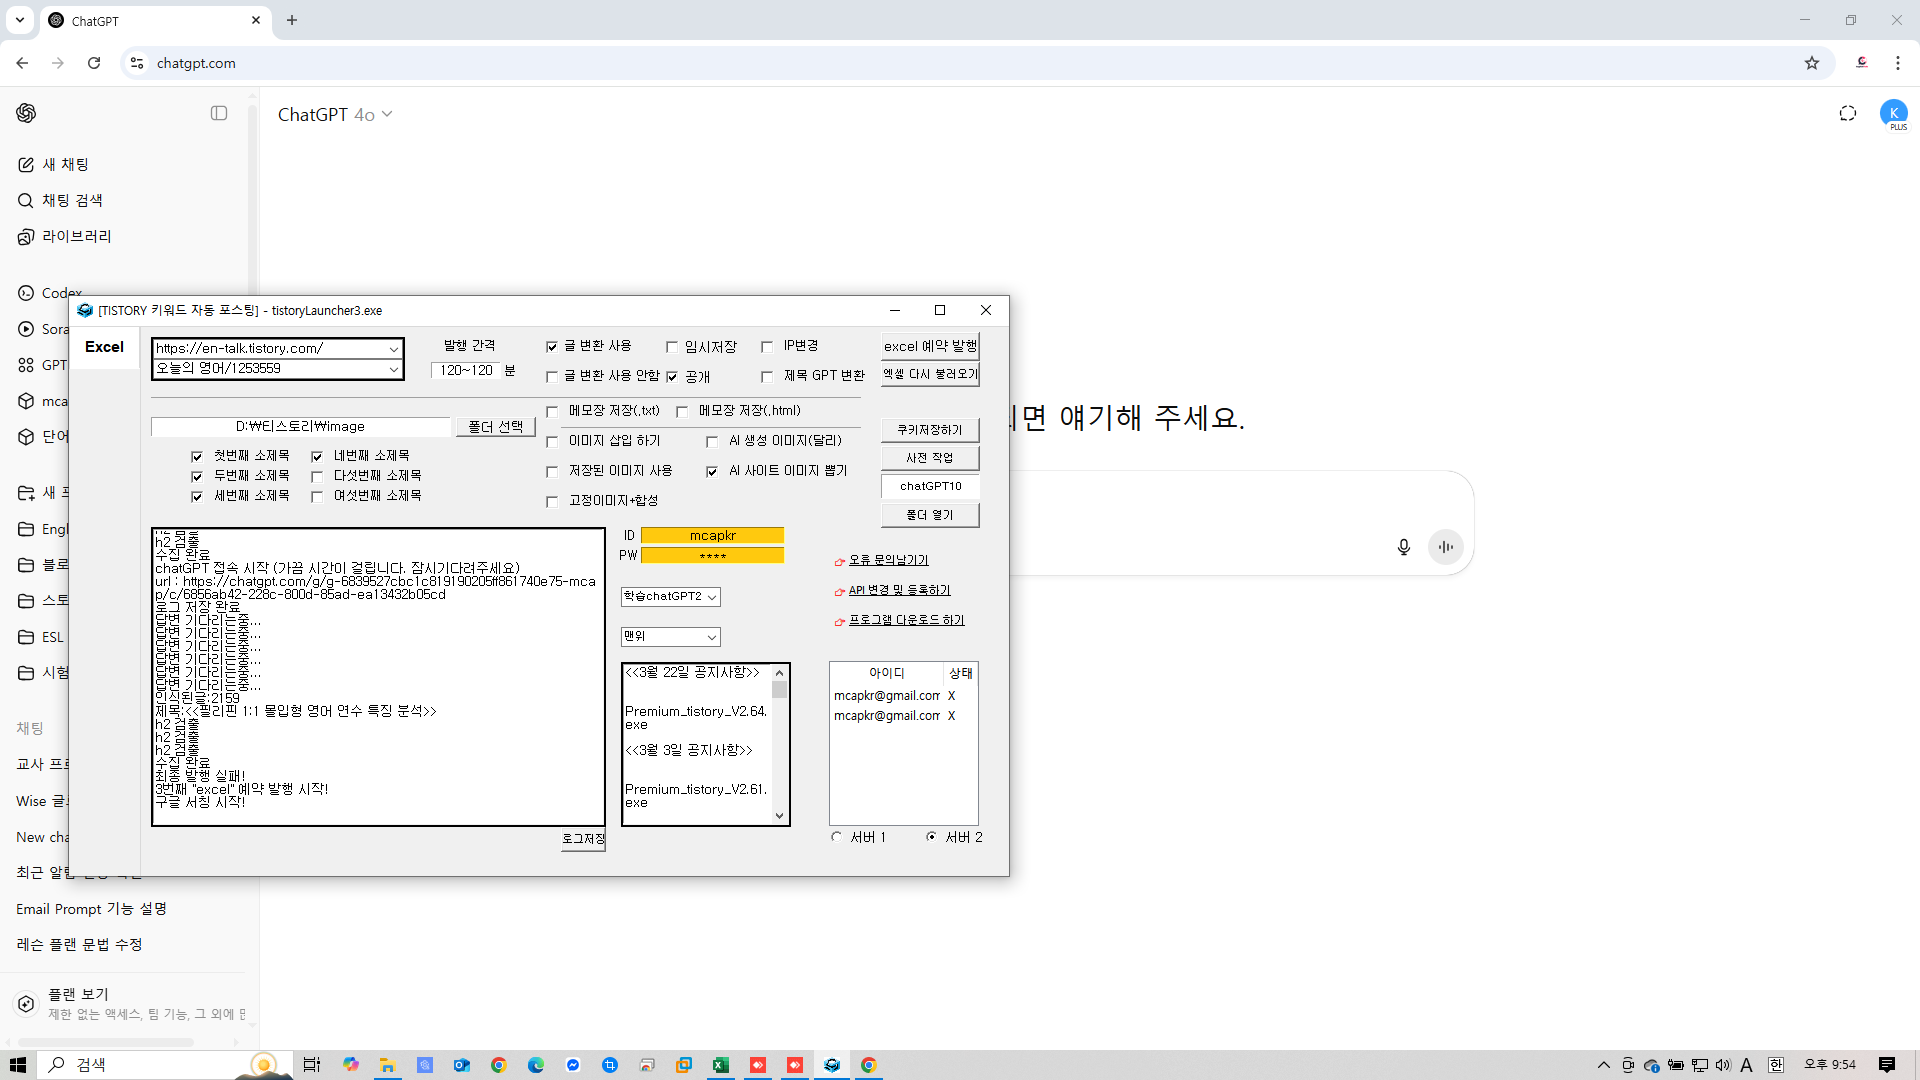 ChatGPT
chatgpt.com
ChatGPT 4o
K
PLUS
새 채팅
채팅 검색
라이브러리
Codex
Sora
GPT
mca
단어
새 프
Engl
블로
스토
ESL
시험
채팅
교사 프로
Wise 글
New cha
최근 알림
Email Prompt 기능 설명
레슨 플랜 문법 수정
플랜 보기
제한 없는 액세스, 팀 기능, 그 외에
되면 얘기해 주세요.
[TISTORY 키워드 자동 포스팅] - tistoryLauncher3.exe
Excel
https://en-talk.tistory.com/
오늘의 영어/1253559
발행 간격
120~120 분
글 변환 사용
임시저장
IP변경
글 변환 사용 안함
공개
제목 GPT 변환
excel 예약 발행
엑셀 다시 불러오기
메모장 저장(.txt)
메모장 저장(.html)
D:\티스토리\image
폴더 선택
이미지 삽입 하기
AI 생성 이미지(달리)
저장된 이미지 사용
AI 사이트 이미지 뽑기
고정이미지+합성
쿠키저장하기
사전 작업
chatGPT10
폴더 열기
첫번째 소제목
네번째 소제목
두번째 소제목
다섯번째 소제목
세번째 소제목
여섯번째 소제목
h2 검출
수집 완료
chatGPT 접속 시작 (가끔 시간이 걸립니다. 잠시기다려주세요)
url : https://chatgpt.com/g/g-6839527cbc1c819190205ff861740e75-mca
p/c/6856ab42-228c-800d-85ad-ea13432b05cd
로그 저장 완료
답변 기다리는중...
답변 기다리는중...
답변 기다리는중...
답변 기다리는중...
답변 기다리는중...
답변 기다리는중...
인식된글:2159
제목:<<필리핀 1:1 몰입형 영어 연수 특징 분석>>
h2 검출
h2 검출
h2 검출
수집 완료
최종 발행 실패!
3번째 "excel" 예약 발행 시작!
구글 서칭 시작!
로그저장
ID mcapkr
PW ****
학습chatGPT2
맨위
오류 문의남기기
API 변경 및 등록하기
프로그램 다운로드 하기
<<3월 22일 공지사항>>
Premium_tistory_V2.64.
exe
<<3월 3일 공지사항>>
Premium_tistory_V2.61.
exe
아이디 상태
mcapkr@gmail.com X
mcapkr@gmail.com X
서버 1
서버 2
검색
A
한
오후 9:54